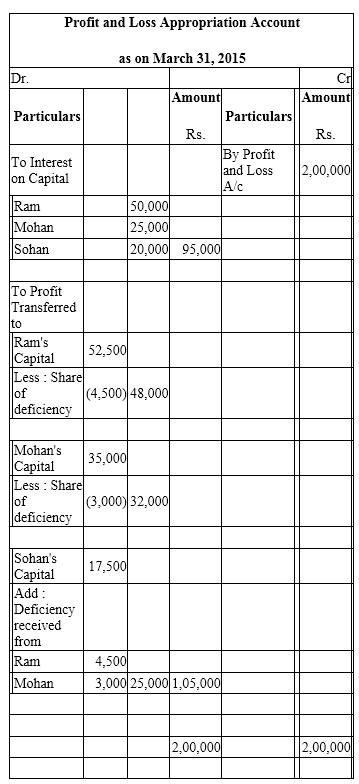 Profit and Loss Appropriation Account
as on March 31, 2015
Dr. Cr
Particulars Amount Rs. Particulars Amount Rs.
To Interest
on Capital
By Profit
and Loss
A/c
2,00,000
Ram 50,000
Mohan 25,000
Sohan 20,000 95,000
To Profit
Transferred
to
Ram's
Capital
52,500
Less : Share
of
deficiency
(4,500) 48,000
Mohan's
Capital
35,000
Less : Share
of
deficiency
(3,000) 32,000
Sohan's
Capital
17,500
Add :
Deficiency
received
from
Ram 4,500
Mohan 3,000 25,000 1,05,000
2,00,000 2,00,000